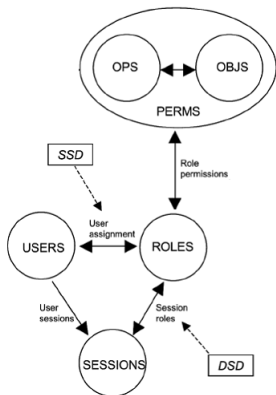 OPS
OBJS
PERMS
SSD
Role
permissions
User
assignment
USERS
ROLES
User
sessions
Session
roles
SESSIONS
DSD